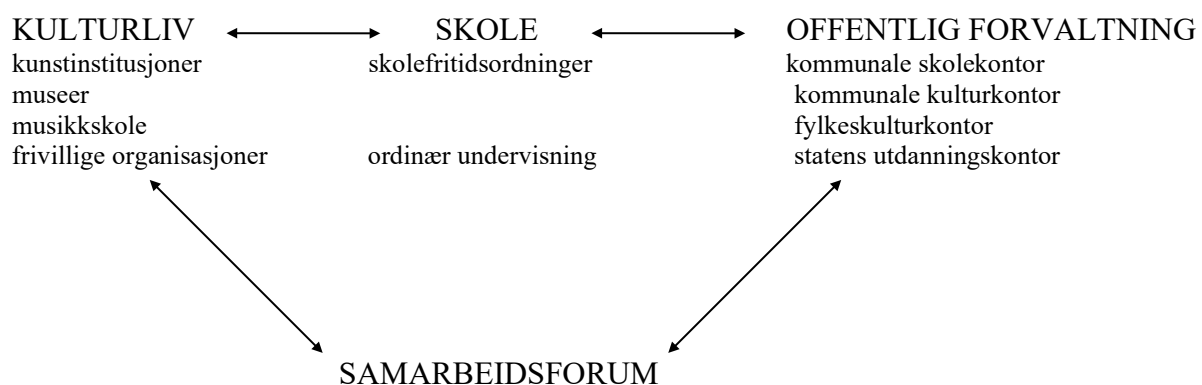 KULTURLIV SKOLE OFFENTLIG FORVALTNING
kunstinstitusjoner skolefritidsordninger kommunale skolekontor
museer kommunale kulturkontor
musikkskole fylkeskulturkontor
frivillige organisasjoner ordinær undervisning statens utdanningskontor
SAMARBEIDSFORUM